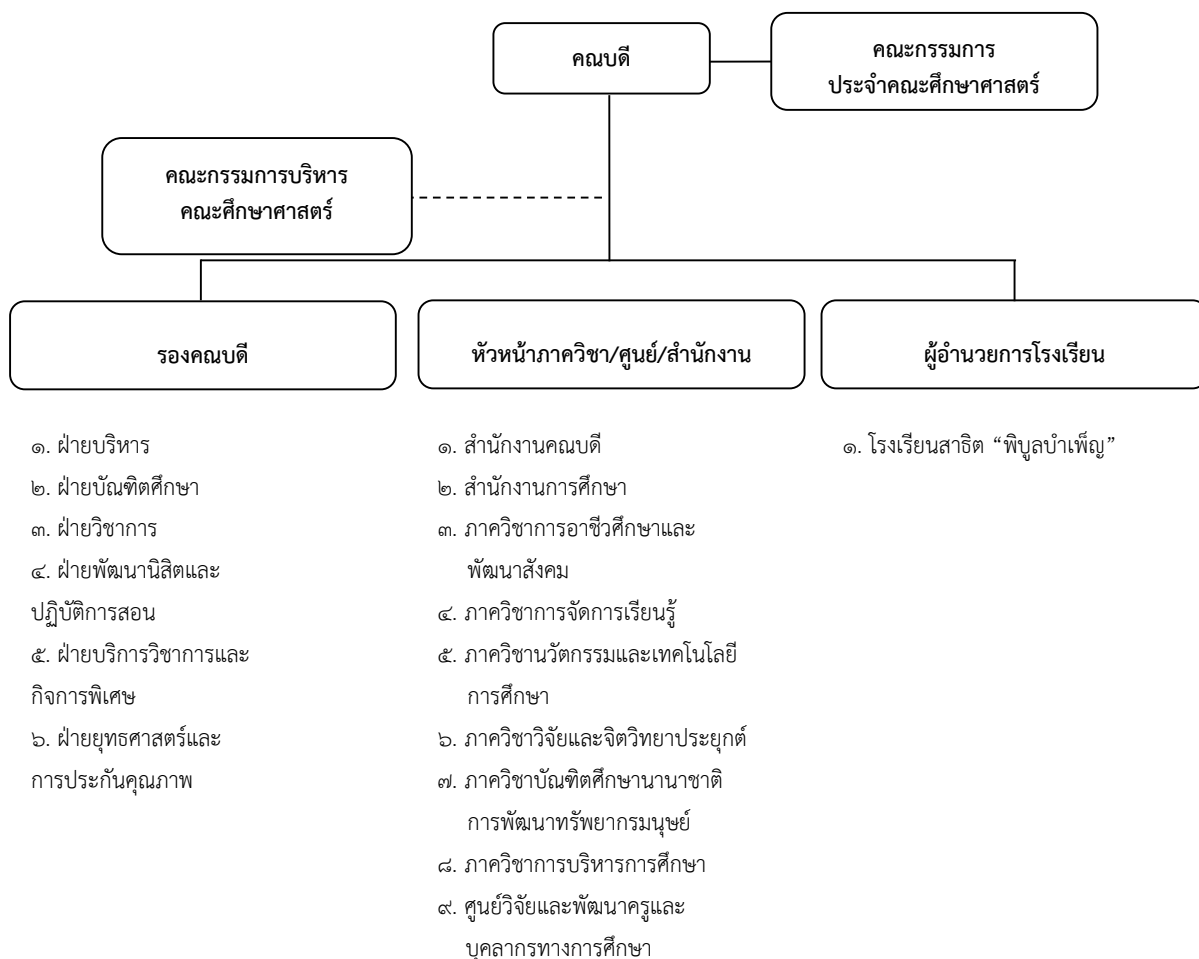 คณบดี
คณะกรรมการ
ประจำคณะศึกษาศาสตร์
คณะกรรมการบริหาร
คณะศึกษาศาสตร์
รองคณบดี
หัวหน้าภาควิชา/ศูนย์/สำนักงาน
ผู้อำนวยการโรงเรียน
๑. ฝ่ายบริหาร
๒. ฝ่ายบัณฑิตศึกษา
๓. ฝ่ายวิชาการ
๔. ฝ่ายพัฒนานิสิตและ
ปฏิบัติการสอน
๕. ฝ่ายบริการวิชาการและ
กิจการพิเศษ
๖. ฝ่ายยุทธศาสตร์และ
การประกันคุณภาพ
๑. สำนักงานคณบดี
๒. สำนักงานการศึกษา
๓. ภาควิชาการอาชีวศึกษาและ
พัฒนาสังคม
๔. ภาควิชาการจัดการเรียนรู้
๕. ภาควิชานวัตกรรมและเทคโนโลยี
การศึกษา
๖. ภาควิชาวิจัยและจิตวิทยาประยุกต์
๗. ภาควิชาบัณฑิตศึกษานานาชาติ
การพัฒนาทรัพยากรมนุษย์
๘. ภาควิชาการบริหารการศึกษา
๙. ศูนย์วิจัยและพัฒนาครูและ
บุคลากรทางการศึกษา
๑. โรงเรียนสาธิต “พิบูลบำเพ็ญ”